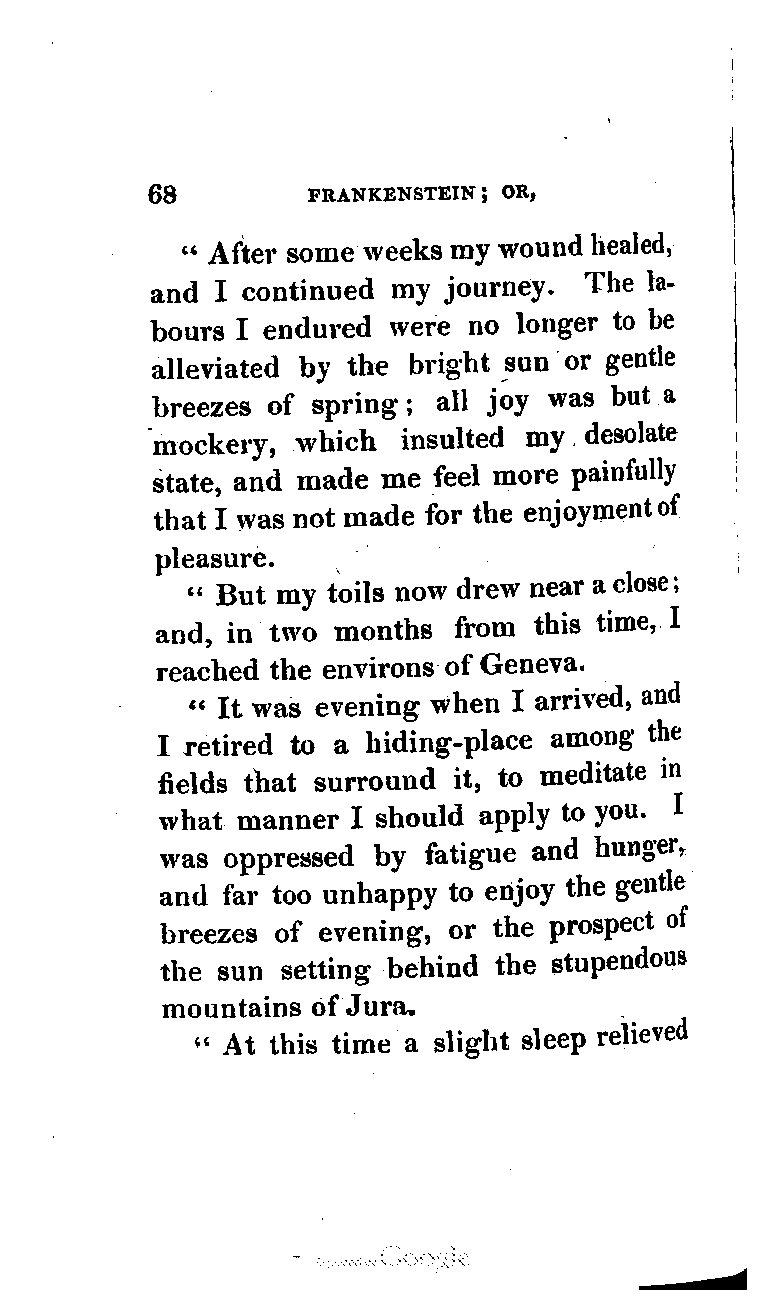 68 FRANKENSTEIN; OR,
“ After some weeks my wound healed,
and I continued my journey. The la-
bours I endured were no longer to be
alleviated by the bright sun or gentle
breezes of spring; all joy was but a
mockery, which insulted my desolate
state, and made me feel more painfully
that I was not made for the enjoyment of
pleasure.
“ But my toils now drew near a close;
and, in two months from this time, I
reached the environs of Geneva.
“ It was evening when I arrived, and
I retired to a hiding-place among the
fields that surround it, to meditate in
what manner I should apply to you. I
was oppressed by fatigue and hunger,
and far too unhappy to enjoy the gentle
breezes of evening, or the prospect of
the sun setting behind the stupendous
mountains of Jura.
“ At this time a slight sleep relieved
Google